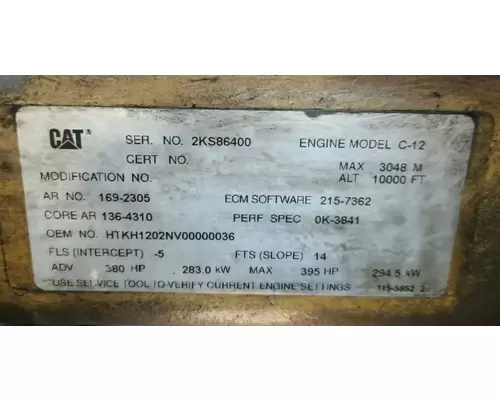 CAT® SER. NO. 2KS86400 ENGINE MODEL C-12
CERT NO. MAX 3048 M
MODIFICATION NO. ALT 10000 FT
AR NO. 169-2305 ECM SOFTWARE 215-7362
CORE AR 136-4310 PERF SPEC 0K-3841
OEM NO. HTKH1202NV00000036
FLS (INTERCEPT) -5 FTS (SLOPE) 14
ADV 380 HP 283.0 kW MAX 395 HP 294.5 kW
*USE SERVICE TOOL TO VERIFY CURRENT ENGINE SETTINGS 115-5852 2